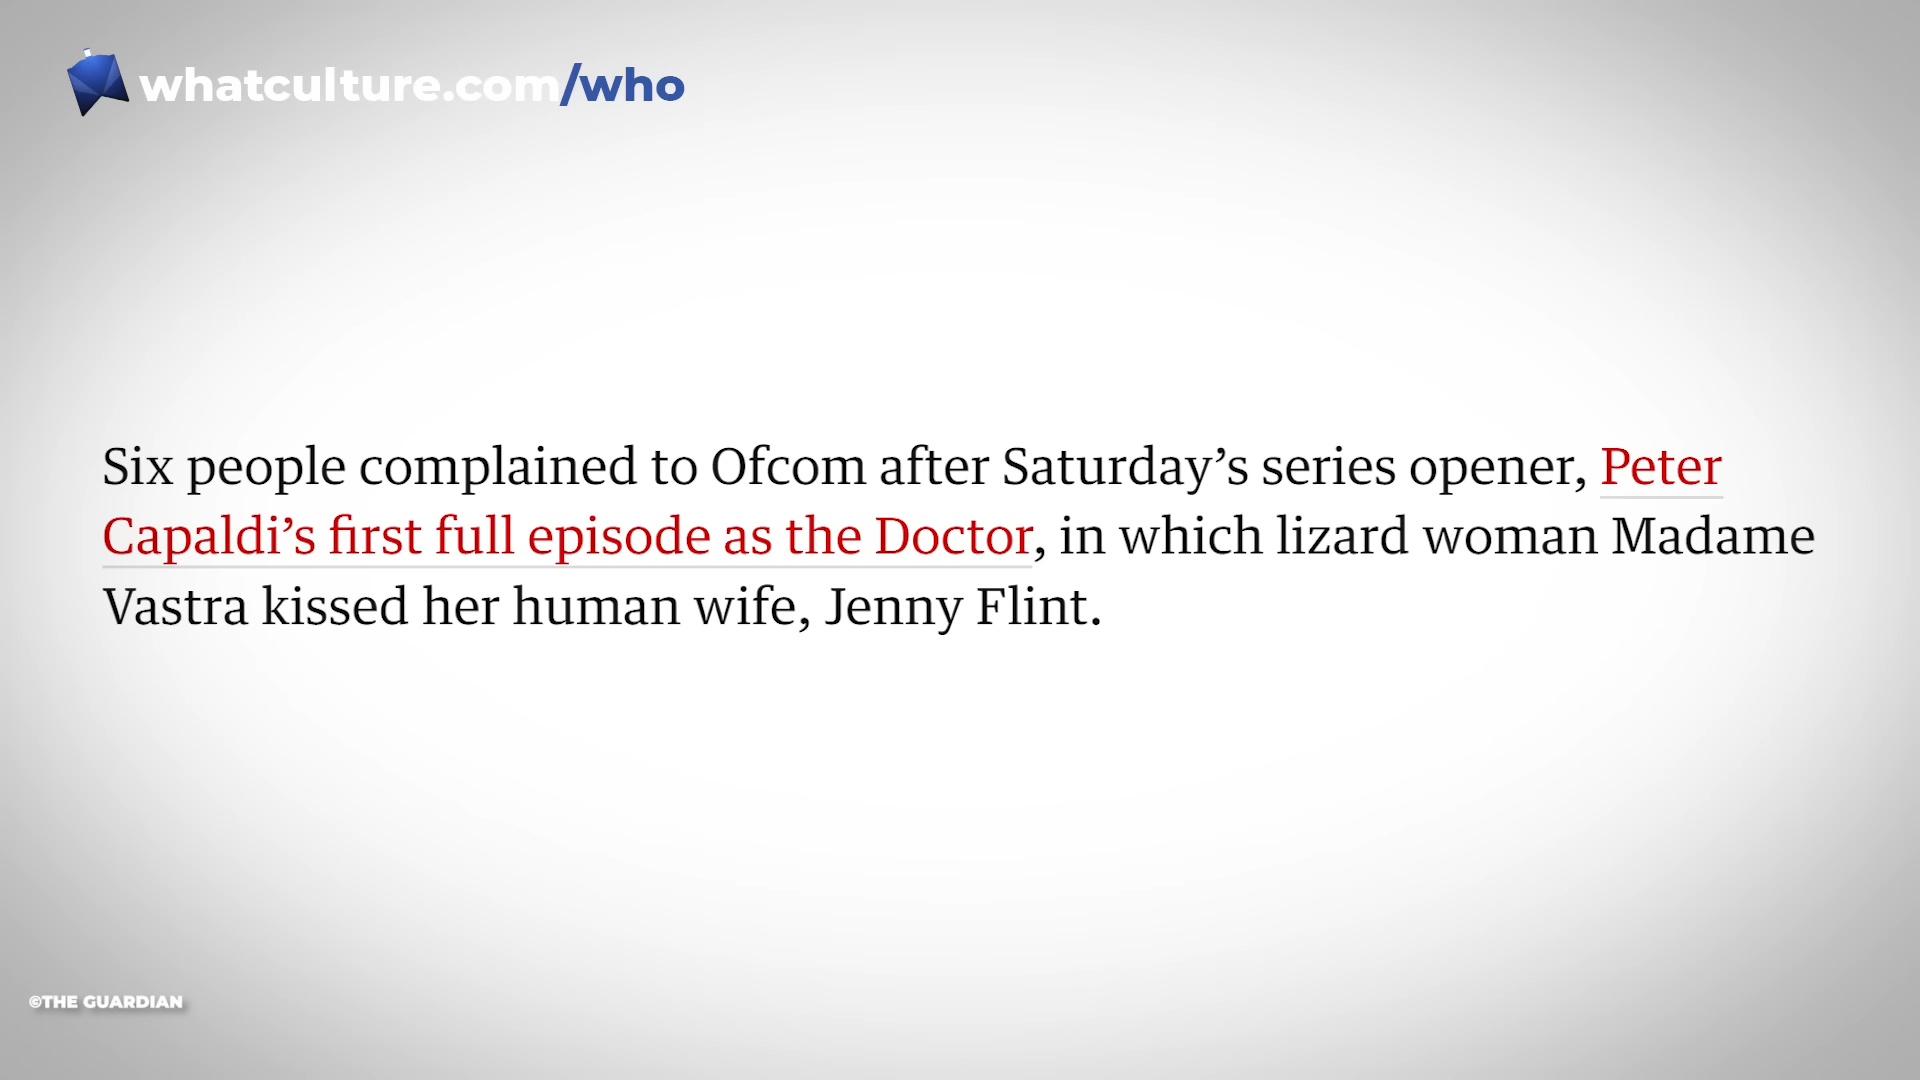 whatculture.com/who
Six people complained to Ofcom after Saturday’s series opener, Peter
Capaldi’s first full episode as the Doctor, in which lizard woman Madame
Vastra kissed her human wife, Jenny Flint.
©THE GUARDIAN